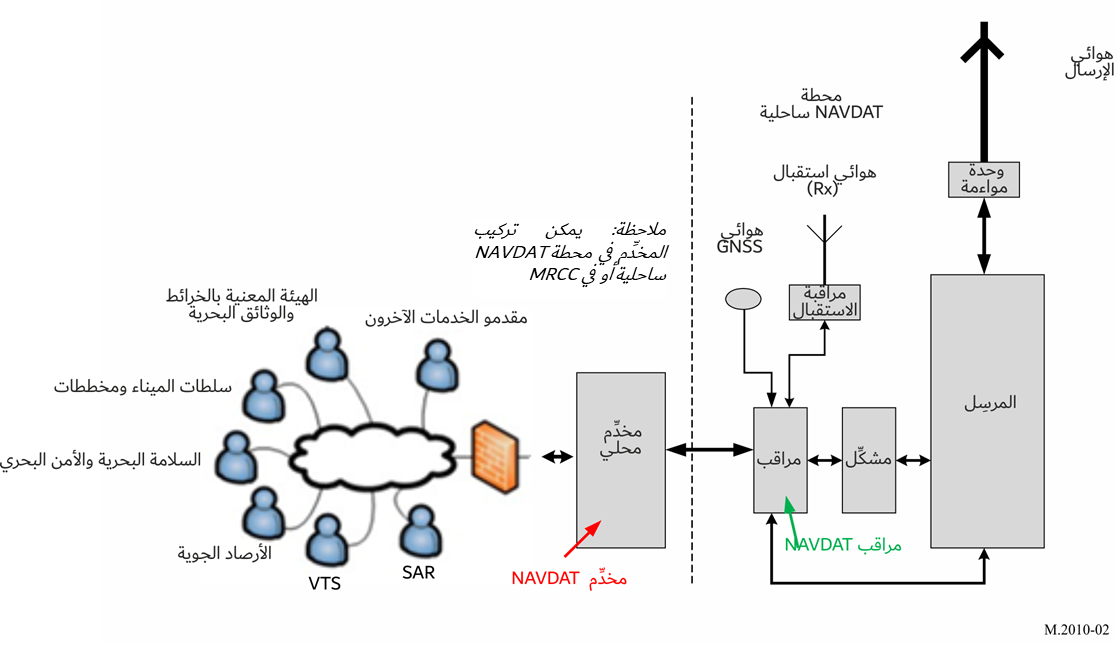 هوائي
الإرسال
محطة
NAVDAT ساحلية
هوائي استقبال
(Rx)
وحدة
مواءمة
هوائي
GNSS
ملاحظة: يمكن تركيب
المخدِّم في محطة NAVDAT
ساحلية أو في MRCC
مراقبة
الاستقبال
الهيئة المعنية بالخرائط
والوثائق البحرية
مقدمو الخدمات الآخرون
سلطات الميناء ومخططات
السلامة البحرية والأمن البحري
الأرصاد الجوية
VTS
SAR
مخدِّم
محلي
مراقب
مشكِّل
المرسِل
مخدِّم NAVDAT
مراقب NAVDAT
M.2010-02